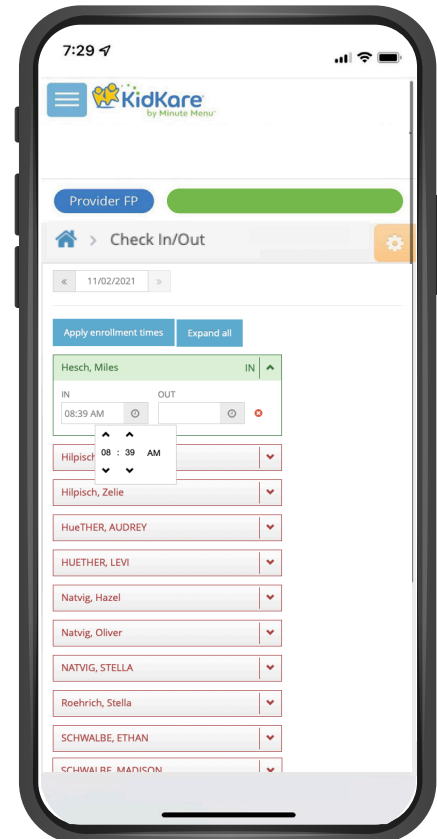 7:29
KidKare
by Minute Menu
Provider FP
> Check In/Out
« 11/02/2021 »
Apply enrollment times Expand all
Hesch, Miles IN
IN OUT
08:39 AM
08 : 39 AM
Hilpisch
Hilpisch, Zelie
HueTHER, AUDREY
HUETHER, LEVI
Natvig, Hazel
Natvig, Oliver
NATVIG, STELLA
Roehrich, Stella
SCHWALBE, ETHAN
SCHWALBE, MADISON